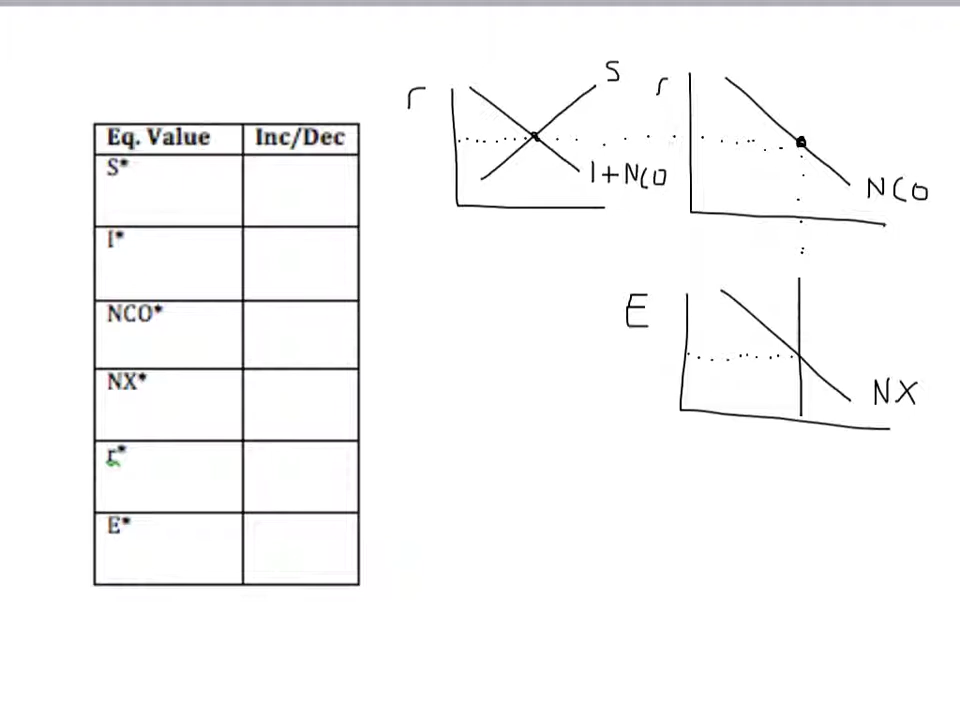 Eq. Value Inc/Dec
S*
I*
NCO*
NX*
r*
E*
r
S
I+NCO
r
NCO
E
NX